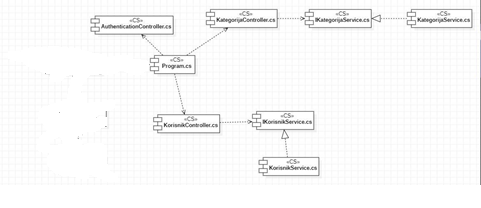 «CS»
AuthenticationController.cs
«CS»
KategorijaController.cs
«CS»
IKategorijaService.cs
«CS»
KategorijaService.cs
«CS»
Program.cs
«CS»
KorisnikController.cs
«CS»
IKorisnikService.cs
«CS»
KorisnikService.cs